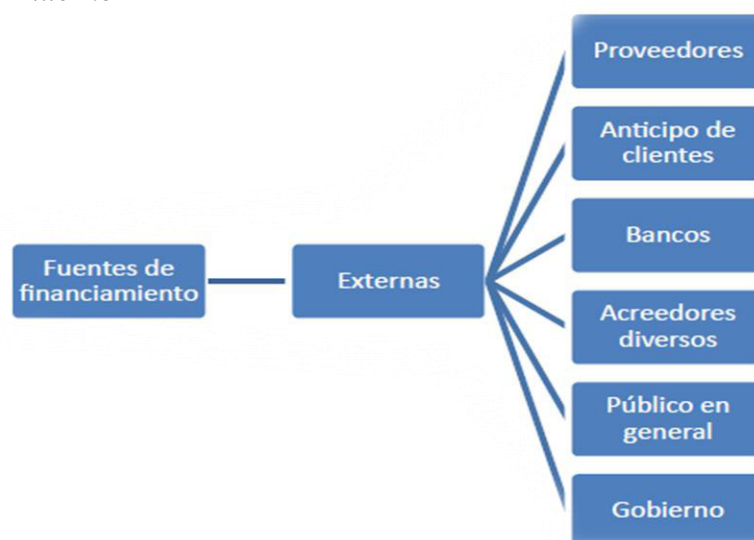 Proveedores
Anticipo de
clientes
Bancos
Fuentes de
financiamiento
Externas
Acreedores
diversos
Público en
general
Gobierno